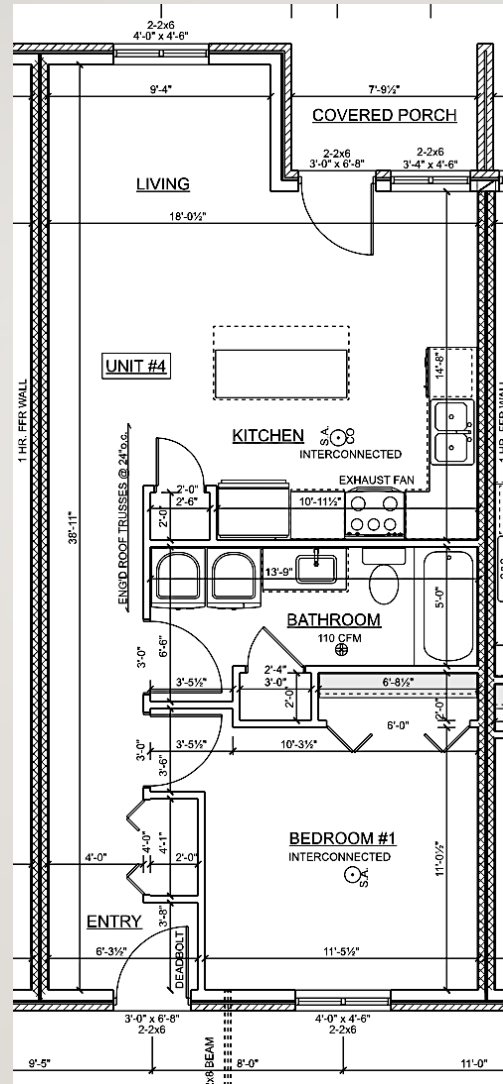 2-2x6
4'-0" x 4'-6"
9'-4"
7'-9½"
COVERED PORCH
2-2x6
3'-0" x 6'-8"
2-2x6
3'-4" x 4'-6"
LIVING
18'-0½"
UNIT #4
14'-8"
1 HR. FFR WALL
1 HR. FFR WALL
KITCHEN
S.A.
INTERCONNECTED
EXHAUST FAN
ENG'D ROOF TRUSSES @ 24"o.c.
38'-11"
2'-0"
2'-6"
2'-0"
10'-11½"
13'-9"
5'-0"
BATHROOM
110 CFM
3'-0"
6'-6"
3'-5½"
2'-4"
3'-0"
2'-0"
6'-8½"
2'-0"
6'-0"
3'-0"
3'-6"
3'-5½"
10'-3½"
BEDROOM #1
INTERCONNECTED
S.A.
11'-0½"
4'-0"
4'-0"
4'-1"
2'-0"
ENTRY
3'-8"
DEADBOLT
6'-3½"
11'-5½"
3'-0" x 6'-8"
2-2x6
4'-0" x 4'-6"
2-2x6
x8 BEAM
9'-5"
8'-0"
11'-0"